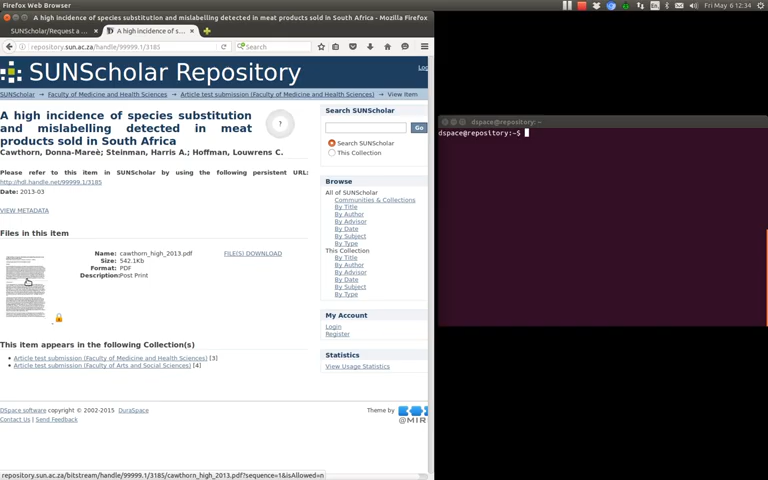 Firefox Web Browser
En
Fri May 6 12:34
A high incidence of species substitution and mislabelling detected in meat products sold in South Africa - Mozilla Firefox
SUNScholar/Request a ...
A high incidence of s...
repository.sun.ac.za/handle/99999.1/3185
Search
SUNScholar Repository
Log
SUNScholar → Faculty of Medicine and Health Sciences → Article test submission (Faculty of Medicine and Health Sciences) → View Item
A high incidence of species substitution
and mislabelling detected in meat
products sold in South Africa
Cawthorn, Donna-Mareè; Steinman, Harris A.; Hoffman, Louwrens C.
?
Please refer to this item in SUNScholar by using the following persistent URL:
http://hdl.handle.net/99999.1/3185
Date: 2013-03
VIEW METADATA
Files in this item
Name: cawthorn_high_2013.pdf
Size: 542.1Kb
Format: PDF
Description: Post Print
FILE(S) DOWNLOAD
This item appears in the following Collection(s)
Article test submission (Faculty of Medicine and Health Sciences) [3]
Article test submission (Faculty of Arts and Social Sciences) [4]
Search SUNScholar
Go
Search SUNScholar
This Collection
Browse
All of SUNScholar
Communities & Collections
By Title
By Author
By Advisor
By Date
By Subject
By Type
This Collection
By Title
By Author
By Advisor
By Date
By Subject
By Type
My Account
Login
Register
Statistics
View Usage Statistics
DSpace software copyright © 2002-2015 DuraSpace
Contact Us | Send Feedback
Theme by
@MIR
repository.sun.ac.za/bitstream/handle/99999.1/3185/cawthorn_high_2013.pdf?sequence=1&isAllowed=n
dspace@repository: ~
dspace@repository:~$